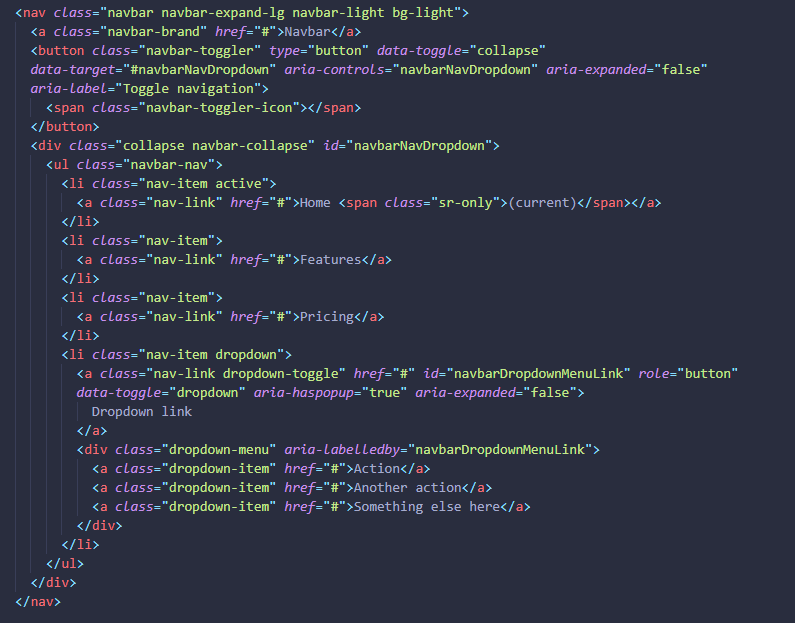 <nav class="navbar navbar-expand-lg navbar-light bg-light">
<a class="navbar-brand" href="#">Navbar</a>
<button class="navbar-toggler" type="button" data-toggle="collapse"
data-target="#navbarNavDropdown" aria-controls="navbarNavDropdown" aria-expanded="false"
aria-label="Toggle navigation">
<span class="navbar-toggler-icon"></span>
</button>
<div class="collapse navbar-collapse" id="navbarNavDropdown">
<ul class="navbar-nav">
<li class="nav-item active">
<a class="nav-link" href="#">Home <span class="sr-only">(current)</span></a>
</li>
<li class="nav-item">
<a class="nav-link" href="#">Features</a>
</li>
<li class="nav-item">
<a class="nav-link" href="#">Pricing</a>
</li>
<li class="nav-item dropdown">
<a class="nav-link dropdown-toggle" href="#" id="navbarDropdownMenuLink" role="button"
data-toggle="dropdown" aria-haspopup="true" aria-expanded="false">
Dropdown link
</a>
<div class="dropdown-menu" aria-labelledby="navbarDropdownMenuLink">
<a class="dropdown-item" href="#">Action</a>
<a class="dropdown-item" href="#">Another action</a>
<a class="dropdown-item" href="#">Something else here</a>
</div>
</li>
</ul>
</div>
</nav>